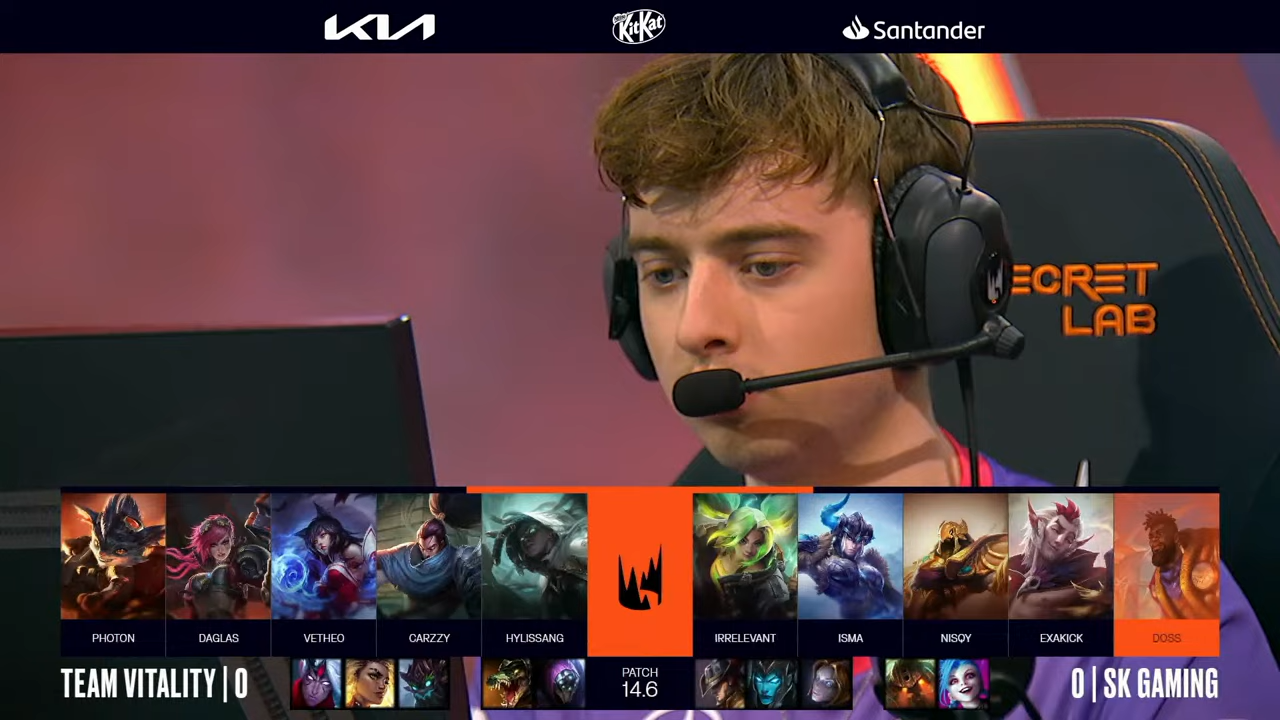 KIA
Nestle KitKat
Santander
ECRET
LAB
PHOTON DAGLAS VETHEO CARZZY HYLISSANG IRRELEVANT ISMA NISQY EXAKICK DOSS
TEAM VITALITY | 0
PATCH
14.6
0 | SK GAMING